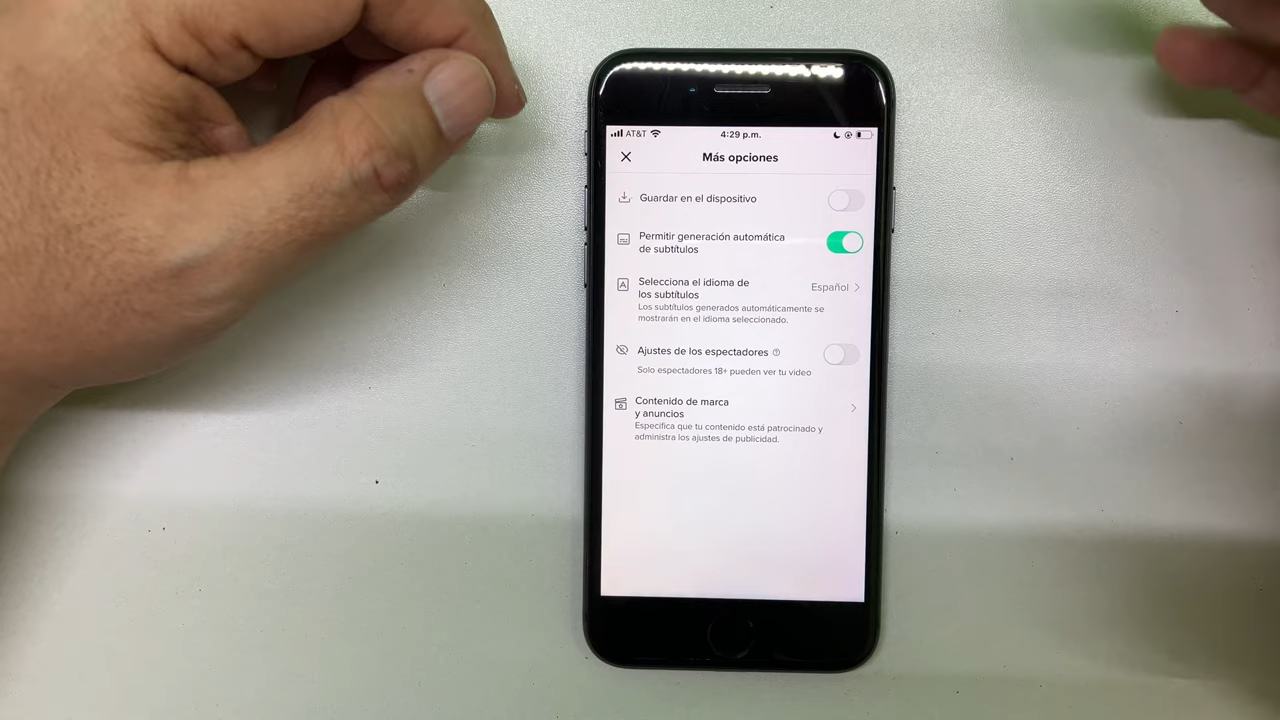 AT&T 4:29 p.m.
Más opciones
Guardar en el dispositivo
Permitir generación automática
de subtítulos
Selecciona el idioma de
los subtítulos
Español
Los subtítulos generados automáticamente se
mostrarán en el idioma seleccionado.
Ajustes de los espectadores
Solo espectadores 18+ pueden ver tu video
Contenido de marca
y anuncios
Especifica que tu contenido está patrocinado y
administra los ajustes de publicidad.